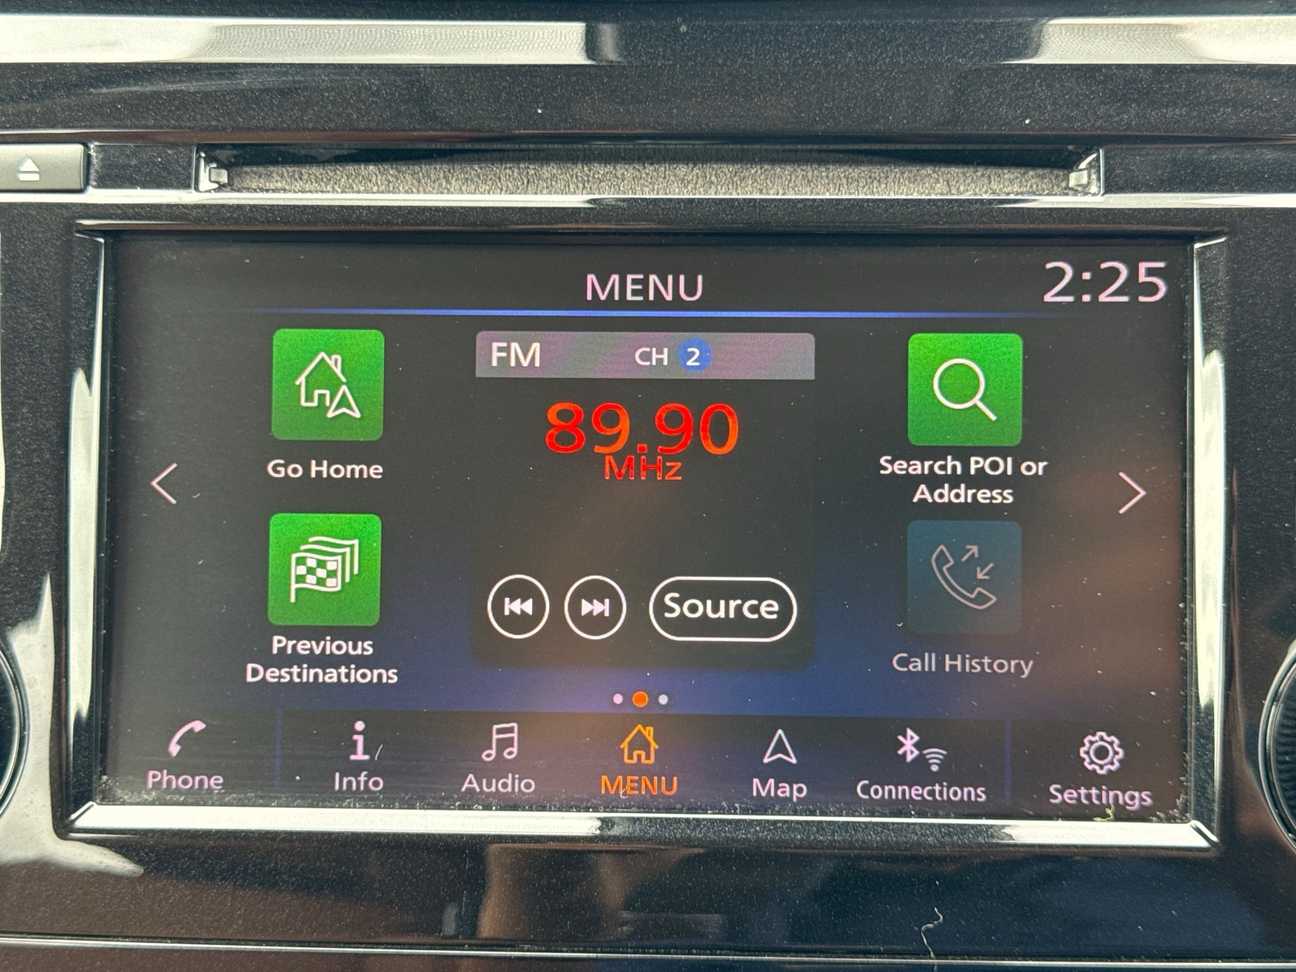 MENU
2:25
FM CH 2
89.90
MHz
Go Home
Search POI or
Address
Previous
Destinations
Source
Call History
Phone
Info
Audio
MENU
Map
Connections
Settings